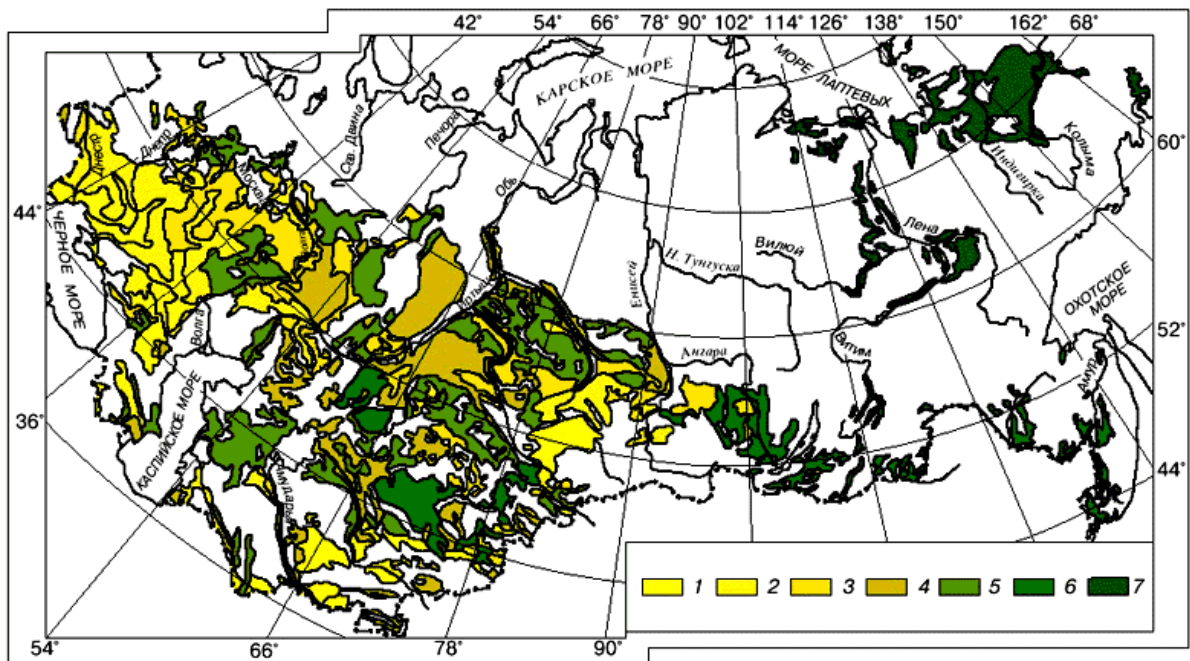 42° 54° 66° 78° 90° 102° 114° 126° 138° 150° 162° 68°
КАРСКОЕ МОРЕ
МОРЕ ЛАПТЕВЫХ
Днестр
Днепр
Москва
Сев. Двина
Печора
Обь
Индигирка
Колыма
60°
44°
ЧЕРНОЕ МОРЕ
Волга
Иртыш
Енисей
Н. Тунгуска
Вилюй
Лена
ОХОТСКОЕ
МОРЕ
52°
Ангара
Витим
Амур
36°
КАСПИЙСКОЕ МОРЕ
Амударья
44°
1 2 3 4 5 6 7
54° 66° 78° 90°